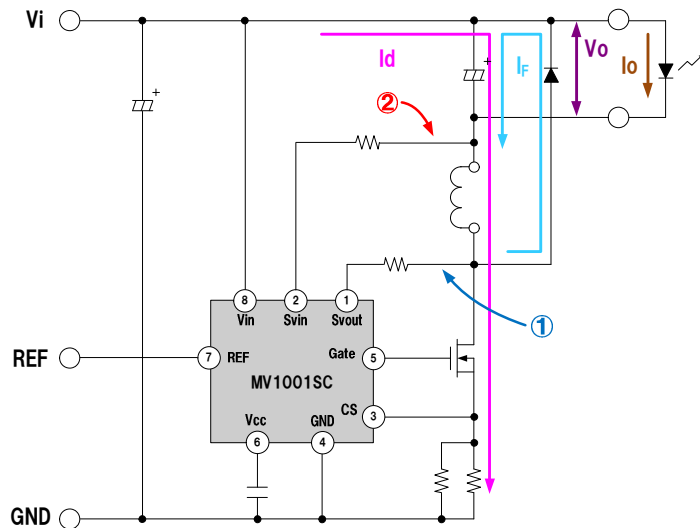 Vi
+
Id
+
IF
Vo
Io
②
8
2
1
Vin
Svin
Svout
①
REF
7
REF
Gate
5
MV1001SC
CS
3
Vcc
GND
6
4
GND